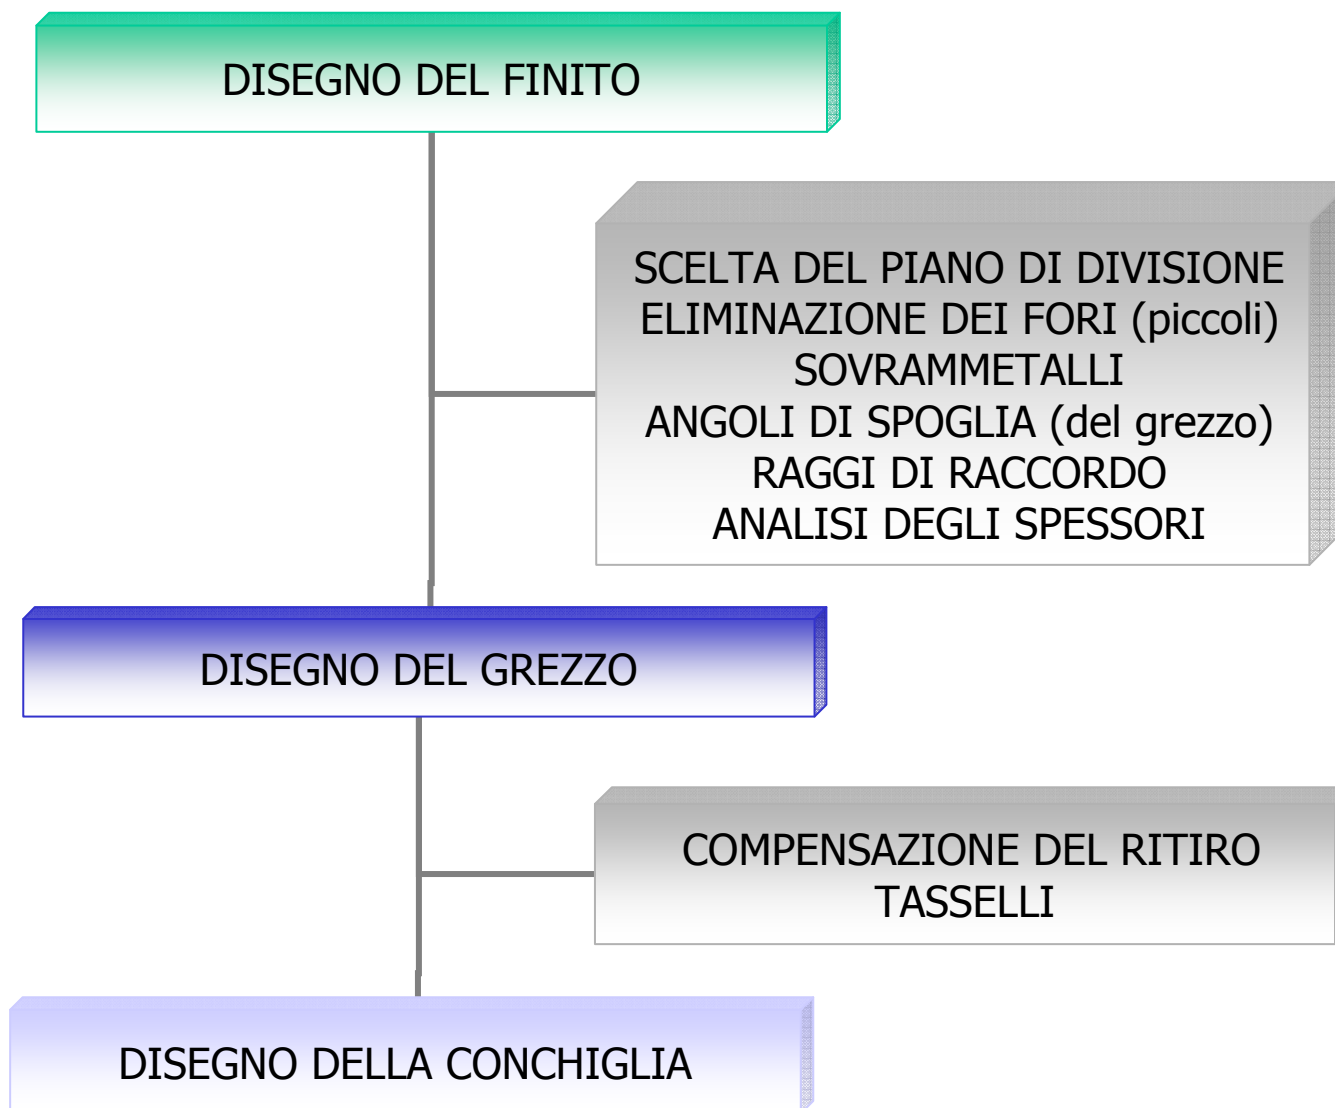 DISEGNO DEL FINITO
SCELTA DEL PIANO DI DIVISIONE
ELIMINAZIONE DEI FORI (piccoli)
SOVRAMMETALLI
ANGOLI DI SPOGLIA (del grezzo)
RAGGI DI RACCORDO
ANALISI DEGLI SPESSORI
DISEGNO DEL GREZZO
COMPENSAZIONE DEL RITIRO
TASSELLI
DISEGNO DELLA CONCHIGLIA